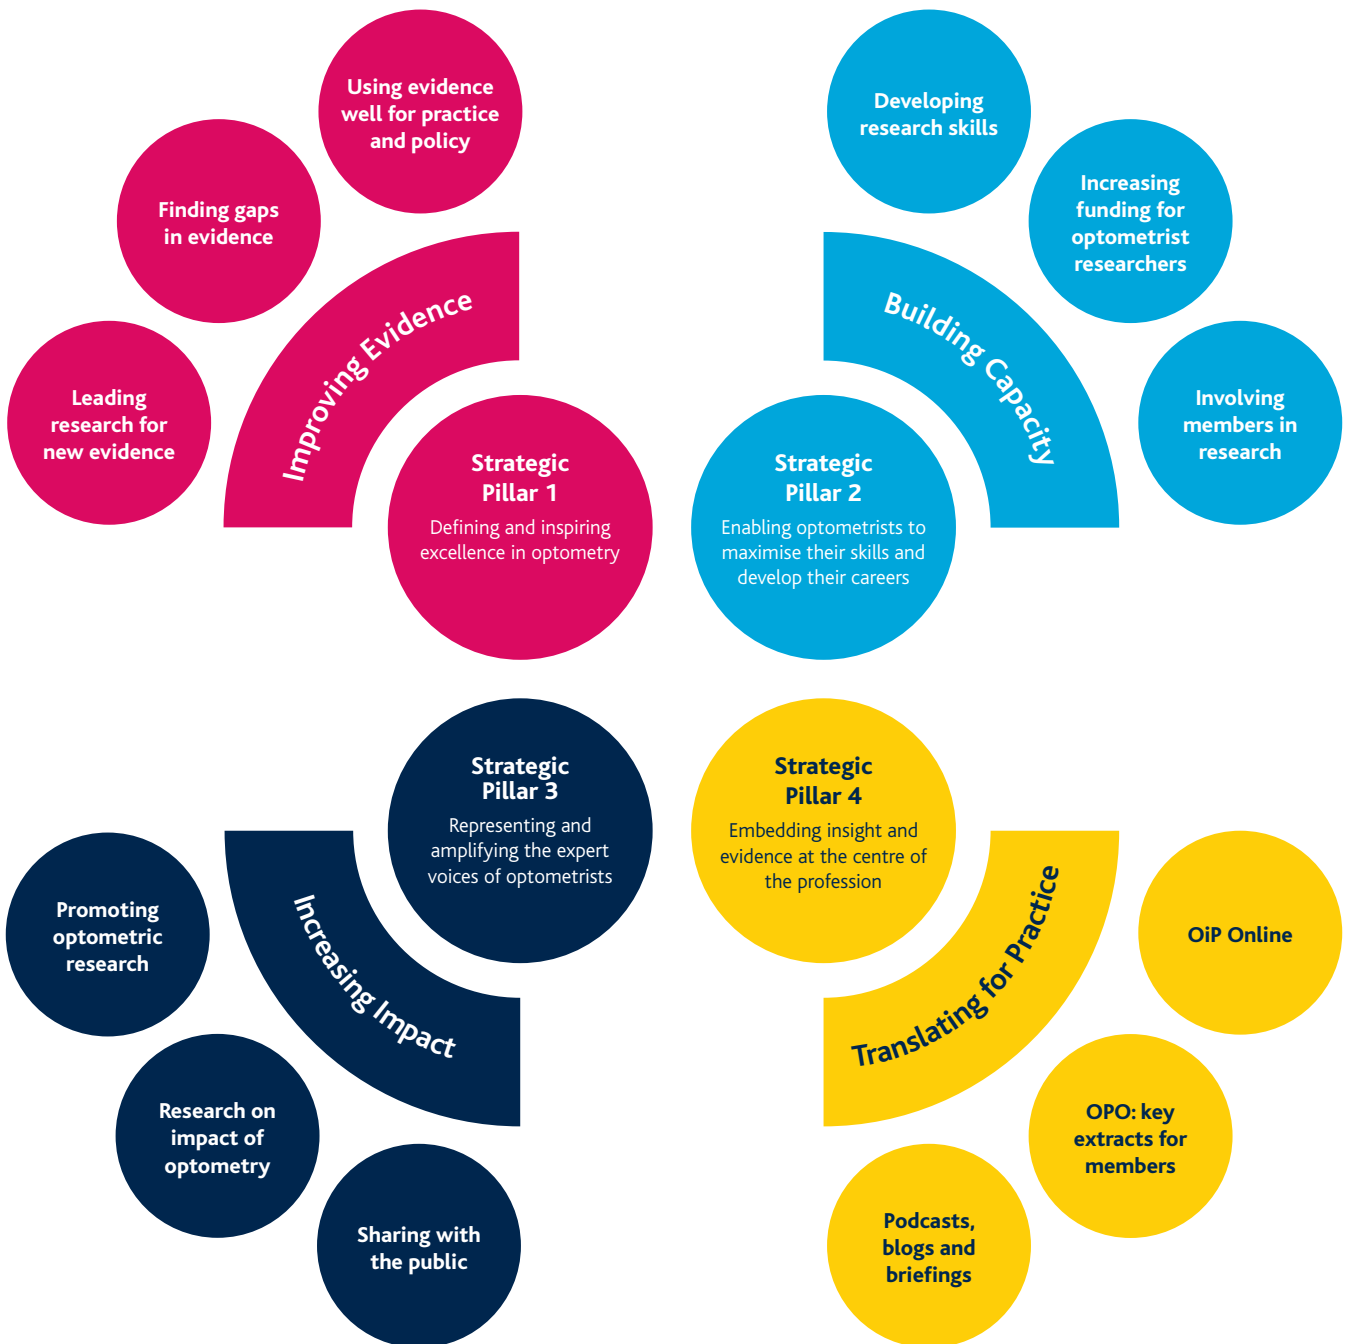 Using evidence
well for practice
and policy
Finding gaps
in evidence
Leading
research for
new evidence
Improving Evidence
Strategic
Pillar 1
Defining and inspiring
excellence in optometry
Developing
research skills
Increasing
funding for
optometrist
researchers
Involving
members in
research
Building Capacity
Strategic
Pillar 2
Enabling optometrists to
maximise their skills and
develop their careers
Strategic
Pillar 3
Representing and
amplifying the expert
voices of optometrists
Increasing Impact
Promoting
optometric
research
Research on
impact of
optometry
Sharing with
the public
Strategic
Pillar 4
Embedding insight and
evidence at the centre of
the profession
Translating for Practice
OiP Online
OPO: key
extracts for
members
Podcasts,
blogs and
briefings